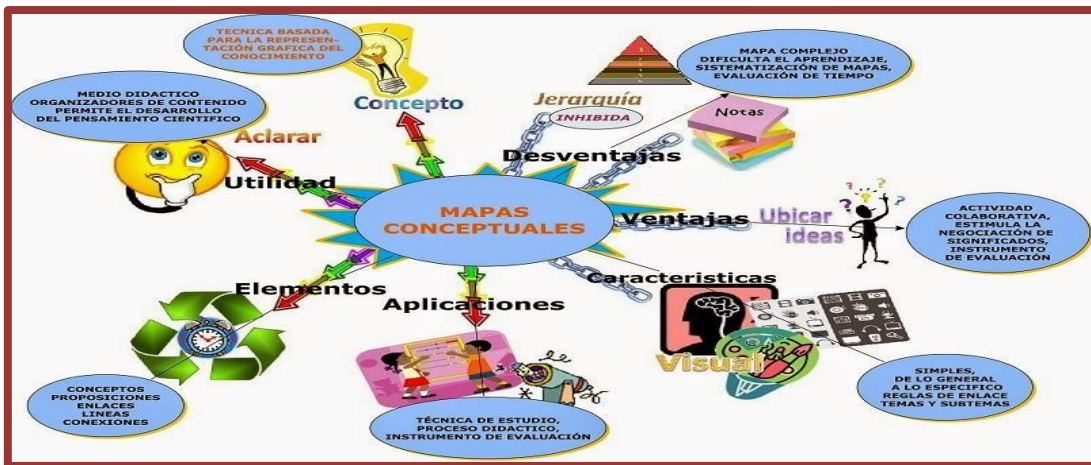 TECNICA BASADA
PARA LA REPRESEN-
TACIÓN GRAFICA DEL
CONOCIMIENTO
Concepto
MEDIO DIDACTICO
ORGANIZADORES DE CONTENIDO
PERMITE EL DESARROLLO
DEL PENSAMIENTO CIENTIFICO
Aclarar
Utilidad
Jerarquía
INHIBIDA
Desventajas
MAPA COMPLEJO
DIFICULTA EL APRENDIZAJE,
SISTEMATIZACIÓN DE MAPAS,
EVALUACIÓN DE TIEMPO
Notas
MAPAS
CONCEPTUALES
Ventajas
Ubicar
ideas
ACTIVIDAD
COLABORATIVA,
ESTIMULA LA
NEGOCIACIÓN DE
SIGNIFICADOS,
INSTRUMENTO
DE EVALUACIÓN
Elementos
CONCEPTOS
PROPOSICIONES
ENLACES
LINEAS
CONEXIONES
Aplicaciones
TÉCNICA DE ESTUDIO,
PROCESO DIDACTICO,
INSTRUMENTO DE EVALUACIÓN
Caracteristicas
Visual
SIMPLES,
DE LO GENERAL
A LO ESPECIFICO
REGLAS DE ENLACE
TEMAS Y SUBTEMAS